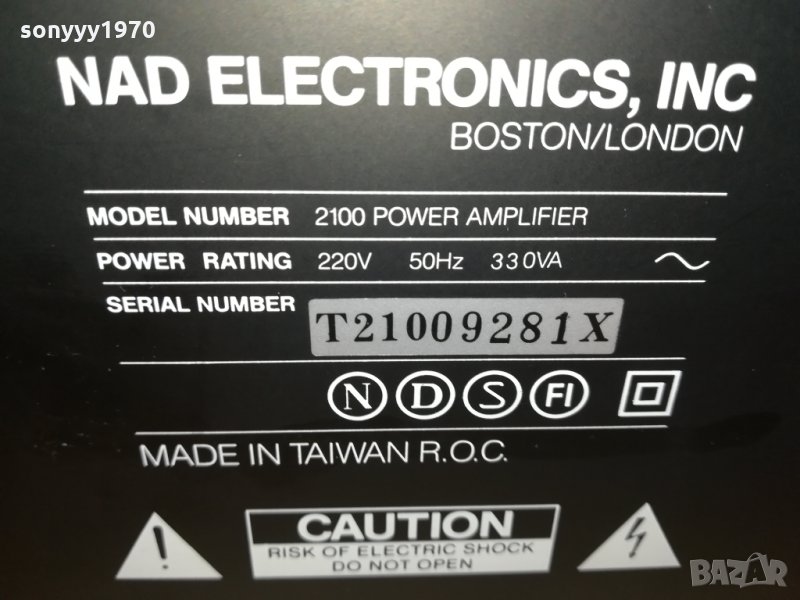 sonyyy1970
NAD ELECTRONICS, INC
BOSTON/LONDON
MODEL NUMBER 2100 POWER AMPLIFIER
POWER RATING 220V 50Hz 330VA
SERIAL NUMBER T21009281X
N D S FI
MADE IN TAIWAN R.O.C.
CAUTION
RISK OF ELECTRIC SHOCK
DO NOT OPEN
BAZAR